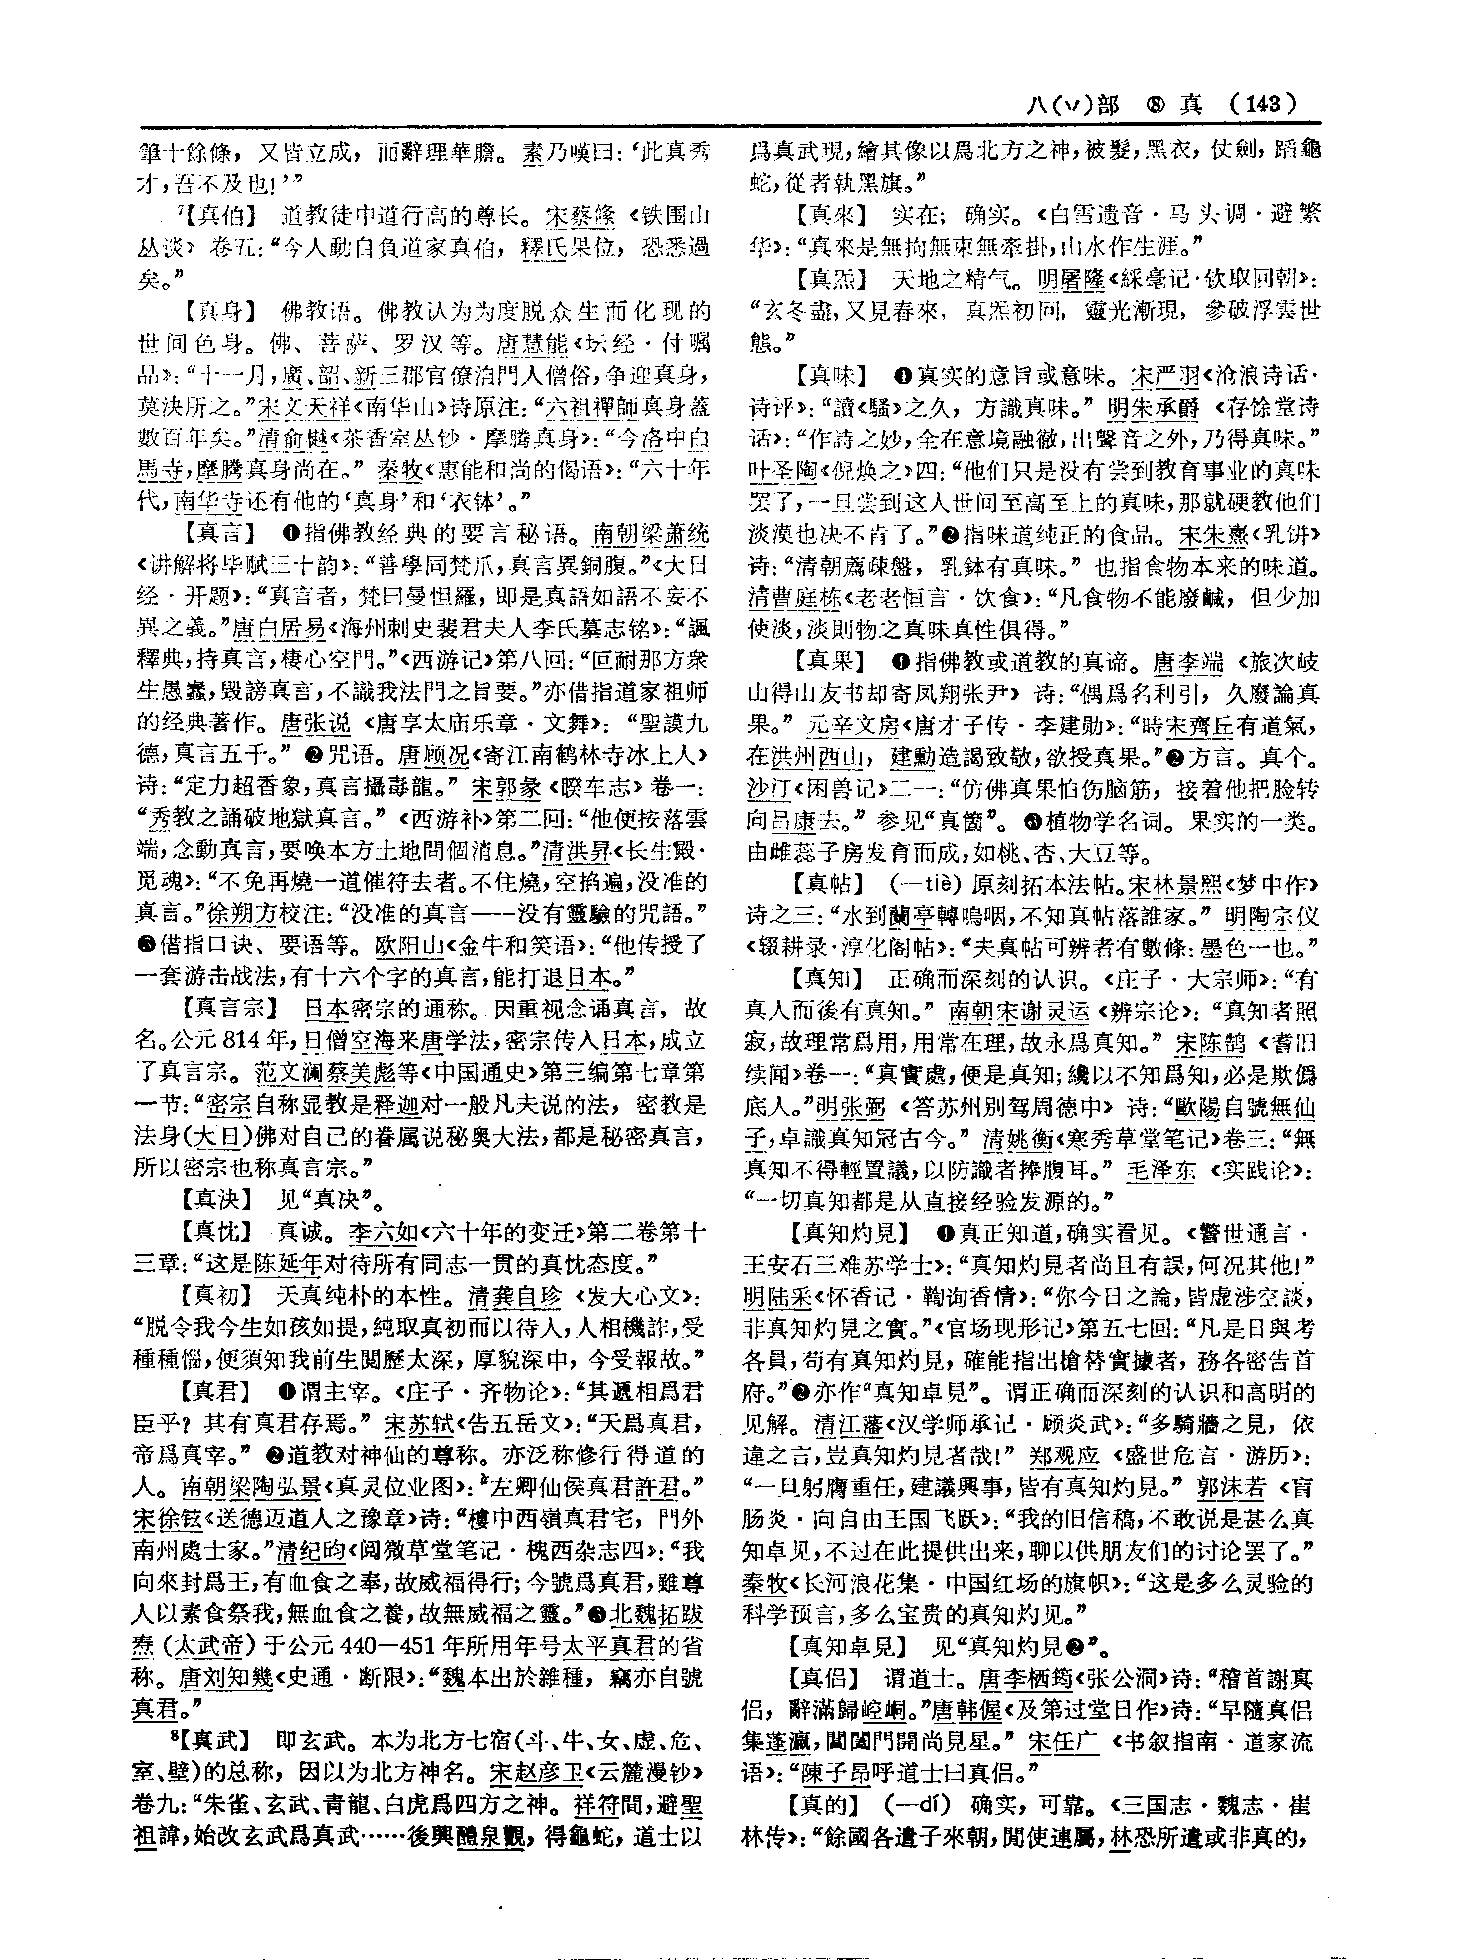 八(丷)部 ⑧ 真 (143)
筆十餘條，又皆立成，而辭理華膽。素乃嘆曰：‘此真秀
才，吾不及也！’”
【真伯】 道教徒中道行高的尊长。宋蔡絛《铁围山
丛谈》卷五：“今人動自負道家真伯，釋氏果位，恐悉過
矣。”
【真身】 佛教语。佛教认为为度脱众生而化现的
世间色身。佛、菩萨、罗汉等。唐慧能《坛经·付嘱
品》：“十一月，廣、韶、新三郡官僚洎門人僧俗，争迎真身，
莫決所之。”宋文天祥《南华山》诗原注：“六祖禪師真身蓋
數百年矣。”清俞樾《茶香室丛钞·摩腾真身》：“今洛中白
馬寺，摩騰真身尚在。”秦牧《惠能和尚的偈语》：“六十年
代，南华寺还有他的‘真身’和‘衣钵’。”
【真言】 ❶指佛教经典的要言秘语。南朝梁萧统
《讲解将毕赋三十韵》：“善學同梵爪，真言異銅腹。”《大日
经·开题》：“真言者，梵曰曼怛羅，即是真語如語不妄不
異之義。”唐白居易《海州刺史裴君夫人李氏墓志铭》：“諷
釋典，持真言，棲心空門。”《西游记》第八回：“叵耐那方衆
生愚蠢，毀謗真言，不識我法門之旨要。”亦借指道家祖师
的经典著作。唐张说《唐享太庙乐章·文舞》：“聖謨九
德，真言五千。”❷咒语。唐顾况《寄江南鹤林寺冰上人》
诗：“定力超香象，真言攝毒龍。”宋郭彖《睽车志》卷一：
“秀教之誦破地獄真言。”《西游补》第二回：“他便按落雲
端，念動真言，要唤本方土地問個消息。”清洪昇《长生殿·
觅魂》：“不免再燒一道催符去者。不住燒，空掐遍，没准的
真言。”徐朔方校注：“没准的真言——没有靈驗的咒語。”
❸借指口诀、要语等。欧阳山《金牛和笑语》：“他传授了
一套游击战法，有十六个字的真言，能打退日本。”
【真言宗】 日本密宗的通称。因重视念诵真言，故
名。公元814年，日僧空海来唐学法，密宗传入日本，成立
了真言宗。范文澜蔡美彪等《中国通史》第三编第七章第
一节：“密宗自称显教是释迦对一般凡夫说的法，密教是
法身(大日)佛对自己的眷属说秘奥大法，都是秘密真言，
所以密宗也称真言宗。”
【真泱】 见“真决”。
【真忱】 真诚。李六如《六十年的变迁》第二卷第十
三章：“这是陈延年对待所有同志一贯的真忱态度。”
【真初】 天真纯朴的本性。清龚自珍《发大心文》：
“脱令我今生如孩如提，純取真初而以待人，人相機詐，受
種種惱，便須知我前生閲歷太深，厚貌深中，今受報故。”
【真君】 ❶谓主宰。《庄子·齐物论》：“其遞相爲君
臣乎？其有真君存焉。”宋苏轼《告五岳文》：“天爲真君，
帝爲真宰。”❷道教对神仙的尊称。亦泛称修行得道的
人。南朝梁陶弘景《真灵位业图》：“左卿仙侯真君許君。”
宋徐铉《送德迈道人之豫章》诗：“樓中西嶺真君宅，門外
南州處士家。”清纪昀《阅微草堂笔记·槐西杂志四》：“我
向來封爲王，有血食之奉，故威福得行；今號爲真君，雖尊
人以素食祭我，無血食之養，故無威福之靈。”❸北魏拓跋
焘(太武帝)于公元440—451年所用年号太平真君的省
称。唐刘知幾《史通·断限》：“魏本出於雜種，竊亦自號
真君。”
【真武】 即玄武。本为北方七宿(斗、牛、女、虚、危、
室、壁)的总称，因以为北方神名。宋赵彦卫《云麓漫钞》
卷九：“朱雀、玄武、青龍、白虎爲四方之神。祥符間，避聖
祖諱，始改玄武爲真武……後興醴泉觀，得龜蛇，道士以
爲真武現，繪其像以爲北方之神，被髮，黑衣，仗劍，蹈龜
蛇，從者執黑旗。”
【真來】 实在；确实。《白雪遗音·马头调·避繁
华》：“真來是無拘無束無牽掛，山水作生涯。”
【真炁】 天地之精气。明屠隆《綵毫记·钦取回朝》：
“玄冬盡，又見春來，真炁初回，靈光漸現，參破浮雲世
態。”
【真味】 ❶真实的意旨或意味。宋严羽《沧浪诗话·
诗评》：“讀《騷》之久，方識真味。”明朱承爵《存馀堂诗
话》：“作詩之妙，全在意境融徹，出聲音之外，乃得真味。”
叶圣陶《倪焕之》四：“他们只是没有尝到教育事业的真味
罢了，一旦尝到这人世间至高至上的真味，那就硬教他们
淡漠也决不肯了。”❷指味道纯正的食品。宋朱熹《乳饼》
诗：“清朝薦疎盤，乳鉢有真味。”也指食物本来的味道。
清曹庭栋《老老恒言·饮食》：“凡食物不能廢鹹，但少加
使淡，淡則物之真味真性俱得。”
【真果】 ❶指佛教或道教的真谛。唐李端《旅次岐
山得山友书却寄凤翔张尹》诗：“偶爲名利引，久廢論真
果。”元辛文房《唐才子传·李建勋》：“時宋齊丘有道氣，
在洪州西山，建勳造謁致敬，欲授真果。”❷方言。真个。
沙汀《困兽记》二一：“仿佛真果怕伤脑筋，接着他把脸转
向吕康去。”参见“真箇”。❸植物学名词。果实的一类。
由雌蕊子房发育而成，如桃、杏、大豆等。
【真帖】 (—tiè)原刻拓本法帖。宋林景熙《梦中作》
诗之三：“水到蘭亭轉嗚咽，不知真帖落誰家。”明陶宗仪
《辍耕录·淳化阁帖》：“夫真帖可辨者有數條：墨色一也。”
【真知】 正确而深刻的认识。《庄子·大宗师》：“有
真人而後有真知。”南朝宋谢灵运《辨宗论》：“真知者照
寂，故理常爲用，用常在理，故永爲真知。”宋陈鹄《耆旧
续闻》卷一：“真實處，便是真知；纔以不知爲知，必是欺僞
底人。”明张弼《答苏州别驾周德中》诗：“歐陽自號無仙
子，卓識真知冠古今。”清姚衡《寒秀草堂笔记》卷三：“無
真知不得輕置議，以防識者捧腹耳。”毛泽东《实践论》：
“一切真知都是从直接经验发源的。”
【真知灼見】 ❶真正知道，确实看见。《警世通言·
王安石三难苏学士》：“真知灼見者尚且有誤，何況其他！”
明陆采《怀香记·鞫询香情》：“你今日之論，皆虚涉空談，
非真知灼見之實。”《官场现形记》第五七回：“凡是日與考
各員，苟有真知灼見，確能指出槍替實據者，務各密告首
府。”❷亦作“真知卓見”。谓正确而深刻的认识和高明的
见解。清江藩《汉学师承记·顾炎武》：“多騎牆之見，依
違之言，豈真知灼見者哉！”郑观应《盛世危言·游历》：
“一旦躬膺重任，建議興事，皆有真知灼見。”郭沫若《盲
肠炎·向自由王国飞跃》：“我的旧信稿，不敢说是甚么真
知卓见，不过在此提供出来，聊以供朋友们的讨论罢了。”
秦牧《长河浪花集·中国红场的旗帜》：“这是多么灵验的
科学预言，多么宝贵的真知灼见。”
【真知卓見】 见“真知灼見❷”。
【真侣】 谓道士。唐李栖筠《张公洞》诗：“稽首謝真
侣，辭滿歸崆峒。”唐韩偓《及第过堂日作》诗：“早隨真侣
集蓬瀛，閶闔門開尚見星。”宋任广《书叙指南·道家流
语》：“陳子昂呼道士曰真侣。”
【真的】 (—dí) 确实，可靠。《三国志·魏志·崔
林传》：“餘國各遣子來朝，閒使連屬，林恐所遣或非真的，